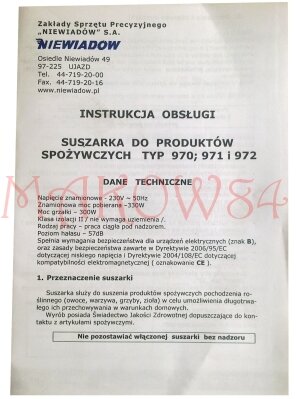 Zakłady Sprzętu Precyzyjnego
„NIEWIADÓW” S.A.
NIEWIADOW
Osiedle Niewiadów 49
97-225 UJAZD
Tel. 44-719-20-00
Fax. 44-719-20-16
www.niewiadow.pl
INSTRUKCJA OBSŁUGI
SUSZARKA DO PRODUKTÓW
SPOŻYWCZYCH TYP 970; 971 i 972
MAKOW84
DANE TECHNICZNE
Napięcie znamionowe - 230V ~ 50Hz
Znamionowa moc pobierana –330W
Moc grzałki – 300W
Klasa izolacji II / nie wymaga uziemienia /.
Rodzaj pracy – praca ciągła pod nadzorem.
Poziom hałasu – 57dB
Spełnia wymagania bezpieczeństwa dla urządzeń elektrycznych (znak B),
oraz zasady bezpieczeństwa zawarte w Dyrektywie 2006/95/EC
dotyczącej niskiego napięcia i Dyrektywie 2004/108/EC dotyczącej
kompatybilności elektromagnetycznej ( oznakowanie CE ).
1. Przeznaczenie suszarki
Suszarka służy do suszenia produktów spożywczych pochodzenia ro-
ślinnego (owoce, warzywa, grzyby, zioła) w celu umożliwienia długotrwa-
łego ich przechowywania w warunkach domowych.
Wyrób posiada Świadectwo Jakości Zdrowotnej dopuszczające do kon-
taktu z artykułami spożywczymi.
Nie pozostawiać włączonej suszarki bez nadzoru